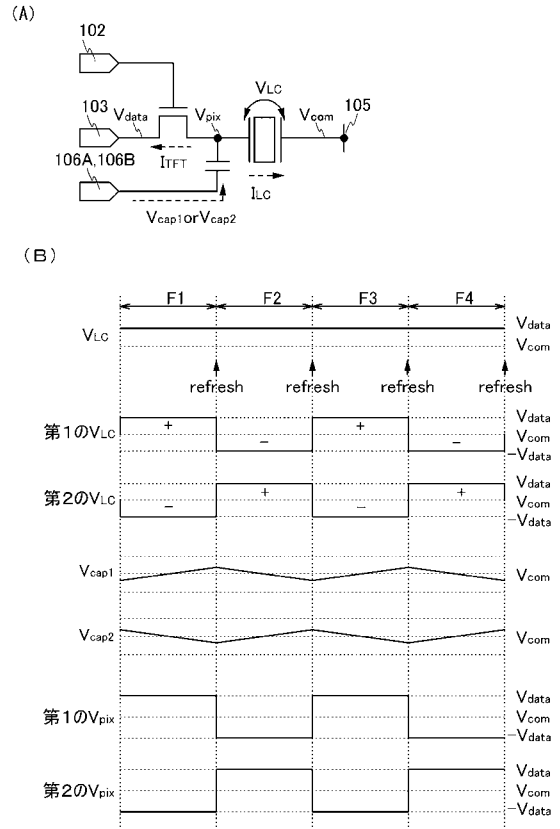 (A)
102
103
Vdata
Vpix
VLC
Vcom
105
106A,106B
ITFT
ILC
Vcap1orVcap2
(B)
F1 F2 F3 F4
VLC
Vdata
Vcom
refresh refresh refresh refresh
第1のVLC
+ − + −
Vdata
Vcom
−Vdata
第2のVLC
− + − +
Vdata
Vcom
−Vdata
Vcap1
Vcom
Vcap2
Vcom
第1のVpix
Vdata
Vcom
−Vdata
第2のVpix
Vdata
Vcom
−Vdata